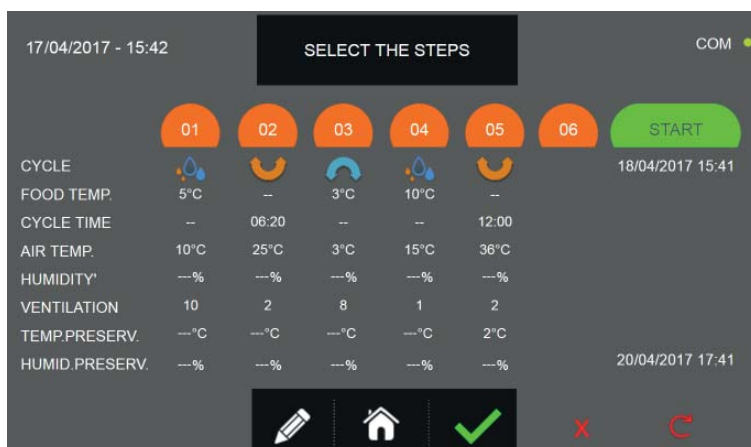 17/04/2017 - 15:42 SELECT THE STEPS COM
01 02 03 04 05 06 START
CYCLE 18/04/2017 15:41
FOOD TEMP. 5°C -- 3°C 10°C --
CYCLE TIME -- 06:20 -- -- 12:00
AIR TEMP. 10°C 25°C 3°C 15°C 36°C
HUMIDITY' ---% ---% ---% ---% ---%
VENTILATION 10 2 8 1 2
TEMP.PRESERV. ---°C ---°C ---°C ---°C 2°C
HUMID.PRESERV. ---% ---% ---% ---% ---% 20/04/2017 17:41
X